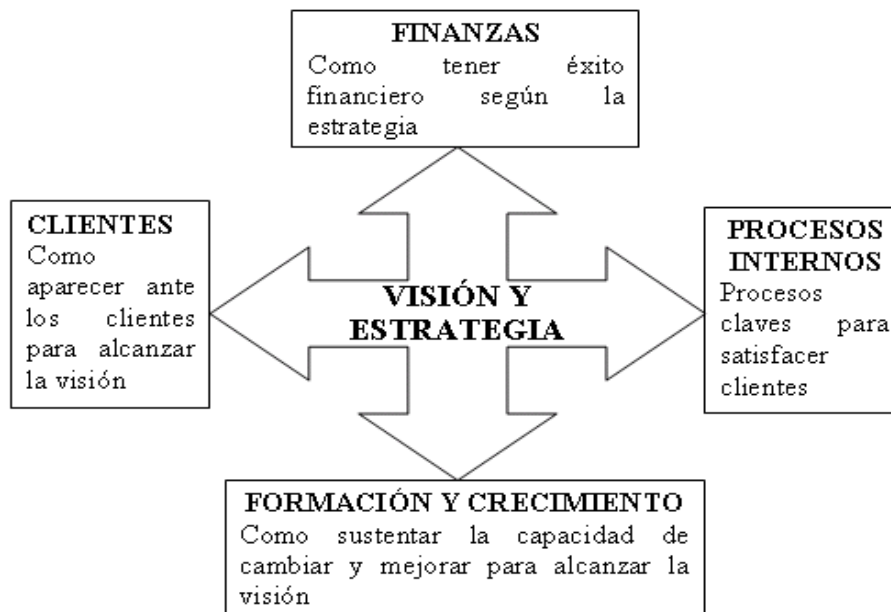 FINANZAS
Como tener éxito
financiero según la
estrategia
CLIENTES
Como
aparecer ante
los clientes
para alcanzar
la visión
VISIÓN Y
ESTRATEGIA
PROCESOS
INTERNOS
Procesos
claves para
satisfacer
clientes
FORMACIÓN Y CRECIMIENTO
Como sustentar la capacidad de
cambiar y mejorar para alcanzar la
visión